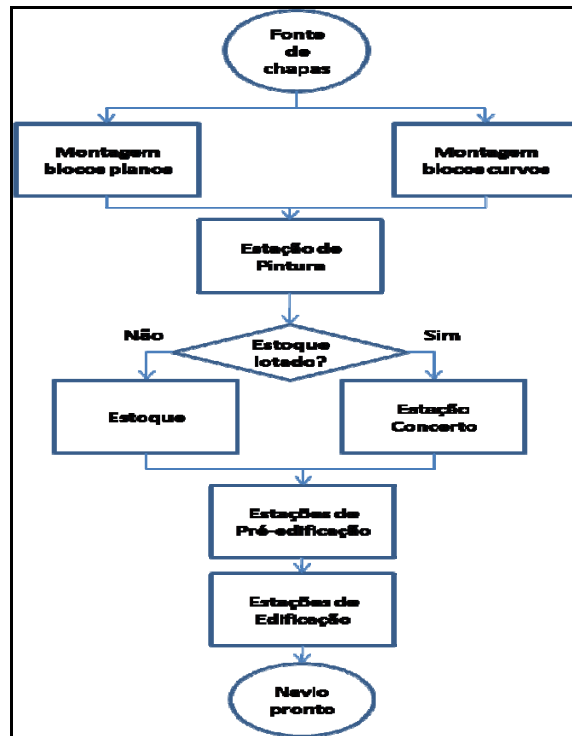 Fonte
de
chapas
Montagem
blocos planos
Montagem
blocos curvos
Estação de
Pintura
Não
Estoque
lotado?
Sim
Estoque
Estação
Concerto
Estações de
Pré-edificação
Estações de
Edificação
Navio
pronto